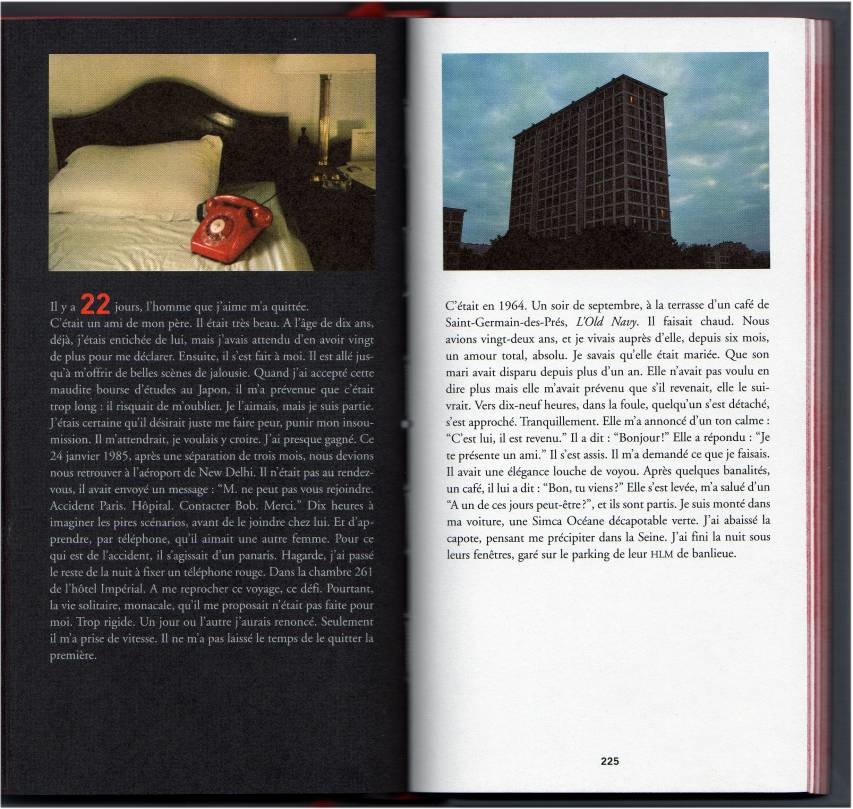 Il y a 22 jours, l'homme que j'aime m'a quittée.
C'était un ami de mon père. Il était très beau. A l'âge de dix ans,
déjà, j'étais entichée de lui, mais j'avais attendu d'en avoir vingt
de plus pour me déclarer. Ensuite, il s'est fait à moi. Il est allé jus-
qu'à m'offrir de belles scènes de jalousie. Quand j'ai accepté cette
maudite bourse d'études au Japon, il m'a prévenue que c'était
trop long : il risquait de m'oublier. Je l'aimais, mais je suis partie.
J'étais certaine qu'il désirait juste me faire peur, punir mon insou-
mission. Il m'attendrait, je voulais y croire. J'ai presque gagné. Ce
24 janvier 1985, après une séparation de trois mois, nous devions
nous retrouver à l'aéroport de New Delhi. Il n'était pas au rendez-
vous, il avait envoyé un message : “M. ne peut pas vous rejoindre.
Accident Paris. Hôpital. Contacter Bob. Merci.” Dix heures à
imaginer les pires scénarios, avant de le joindre chez lui. Et d'ap-
prendre, par téléphone, qu'il aimait une autre femme. Pour ce
qui est de l'accident, il s'agissait d'un panaris. Hagarde, j'ai passé
le reste de la nuit à fixer un téléphone rouge. Dans la chambre 261
de l'hôtel Impérial. A me reprocher ce voyage, ce défi. Pourtant,
la vie solitaire, monacale, qu'il me proposait n'était pas faite pour
moi. Trop rigide. Un jour ou l'autre j'aurais renoncé. Seulement
il m'a prise de vitesse. Il ne m'a pas laissé le temps de le quitter la
première.
C'était en 1964. Un soir de septembre, à la terrasse d'un café de
Saint-Germain-des-Prés, L'Old Navy. Il faisait chaud. Nous
avions vingt-deux ans, et je vivais auprès d'elle, depuis six mois,
un amour total, absolu. Je savais qu'elle était mariée. Que son
mari avait disparu depuis plus d'un an. Elle n'avait pas voulu en
dire plus mais elle m'avait prévenu que s'il revenait, elle le sui-
vrait. Vers dix-neuf heures, dans la foule, quelqu'un s'est détaché,
s'est approché. Tranquillement. Elle m'a annoncé d'un ton calme :
“C'est lui, il est revenu.” Il a dit : “Bonjour!” Elle a répondu : “Je
te présente un ami.” Il s'est assis. Il m'a demandé ce que je faisais.
Il avait une élégance louche de voyou. Après quelques banalités,
un café, il lui a dit : “Bon, tu viens?” Elle s'est levée, m'a salué d'un
“A un de ces jours peut-être?”, et ils sont partis. Je suis monté dans
ma voiture, une Simca Océane décapotable verte. J'ai abaissé la
capote, pensant me précipiter dans la Seine. J'ai fini la nuit sous
leurs fenêtres, garé sur le parking de leur HLM de banlieue.
225